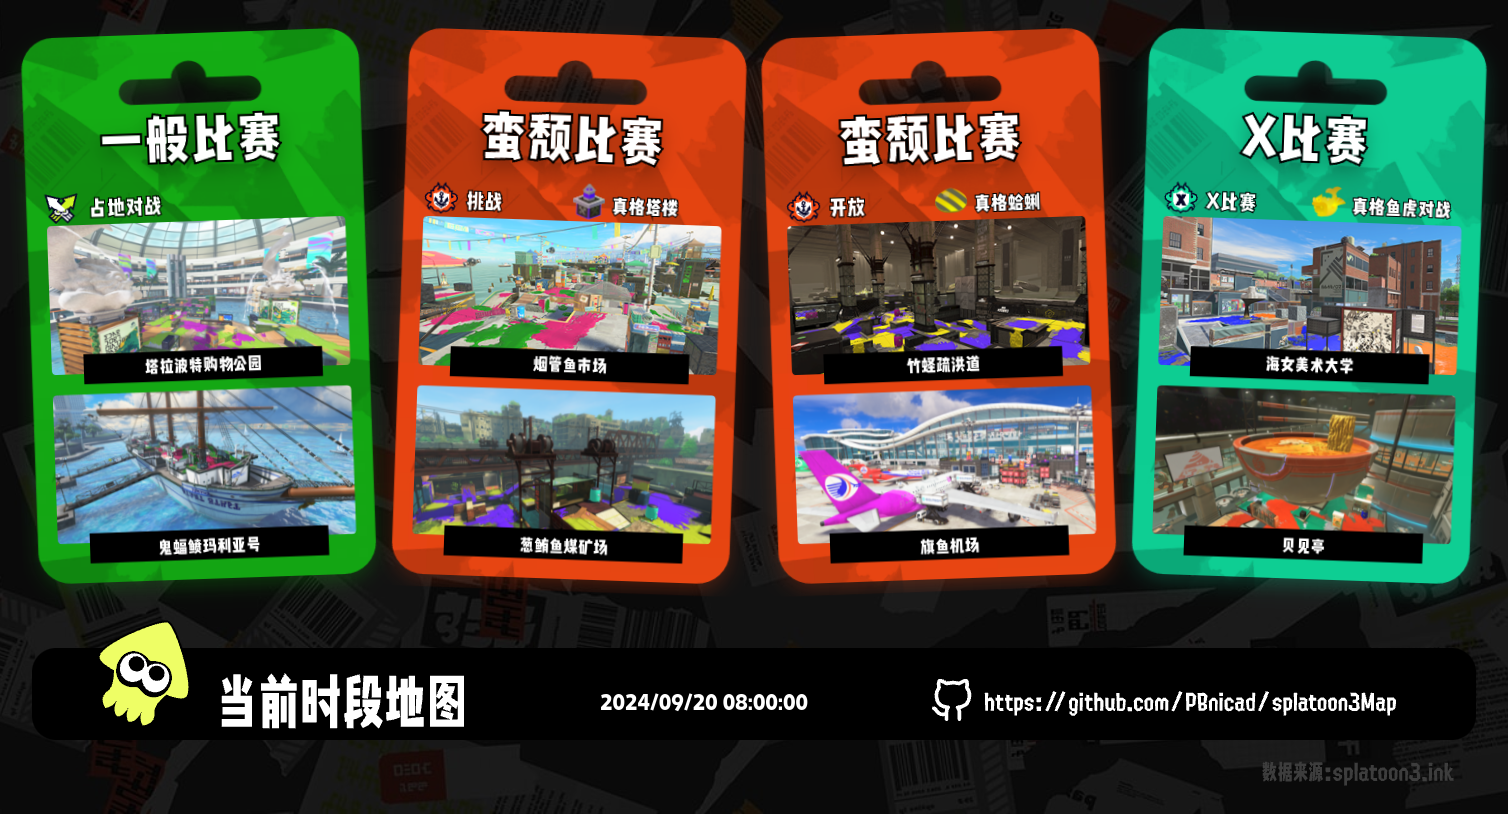 一般比赛
占地对战
塔拉波特购物公园
鬼蝠鲼玛利亚号
蛮颓比赛
挑战
真格塔楼
烟管鱼市场
葱鲔鱼煤矿场
蛮颓比赛
开放
真格蛤蜊
竹蛏疏洪道
旗鱼机场
X比赛
X比赛
真格鱼虎对战
海女美术大学
贝见亭
当前时段地图
2024/09/20 08:00:00
https://github.com/PBnicad/splatoon3Map
数据来源:splatoon3.ink